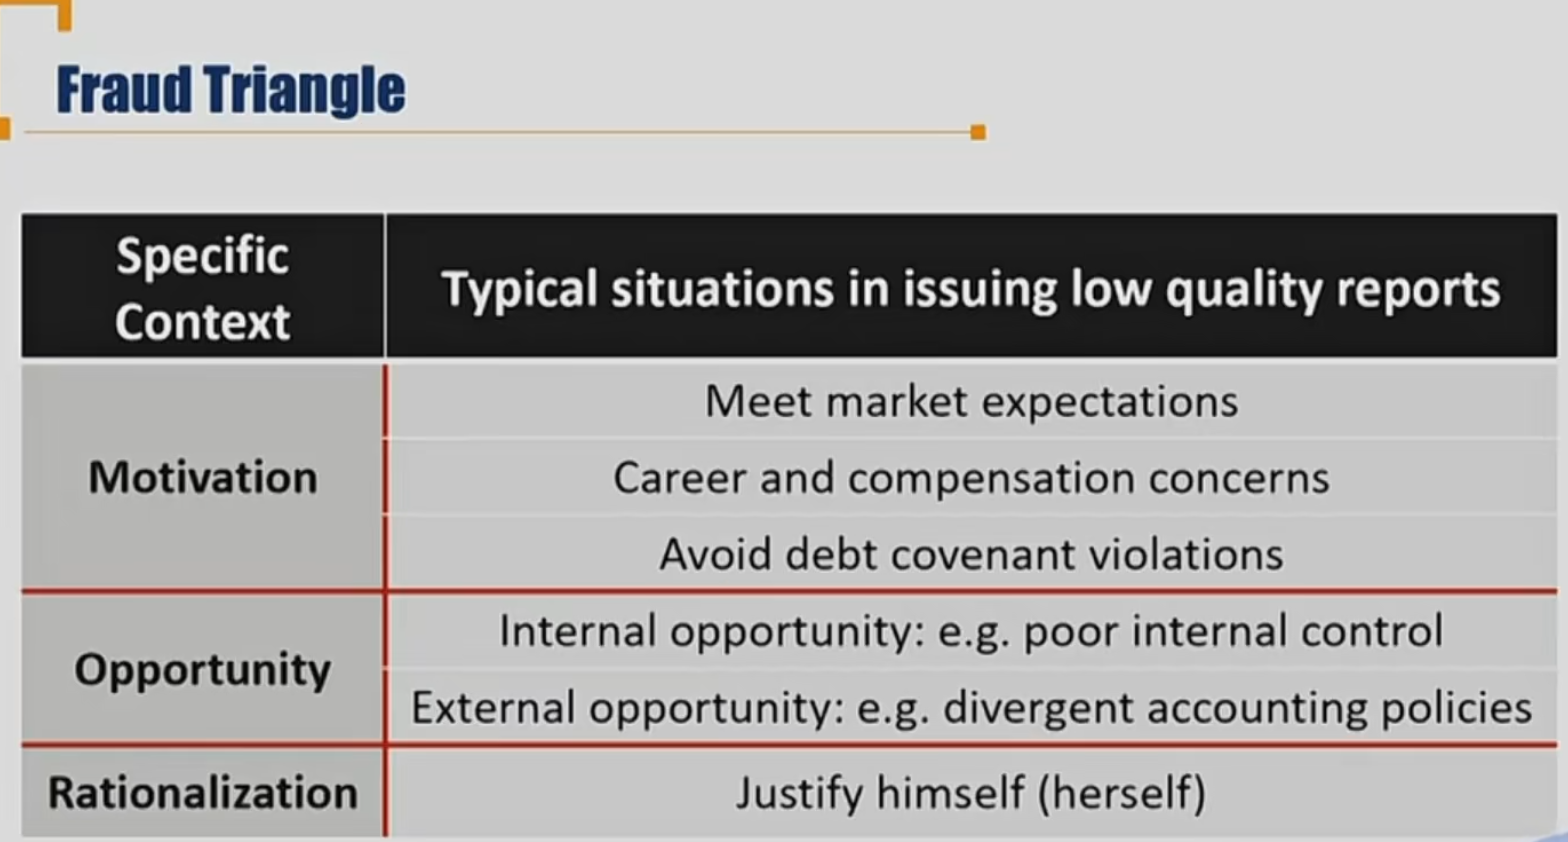 Fraud Triangle
Specific
Context
Typical situations in issuing low quality reports
Motivation
Meet market expectations
Career and compensation concerns
Avoid debt covenant violations
Opportunity
Internal opportunity: e.g. poor internal control
External opportunity: e.g. divergent accounting policies
Rationalization
Justify himself (herself)